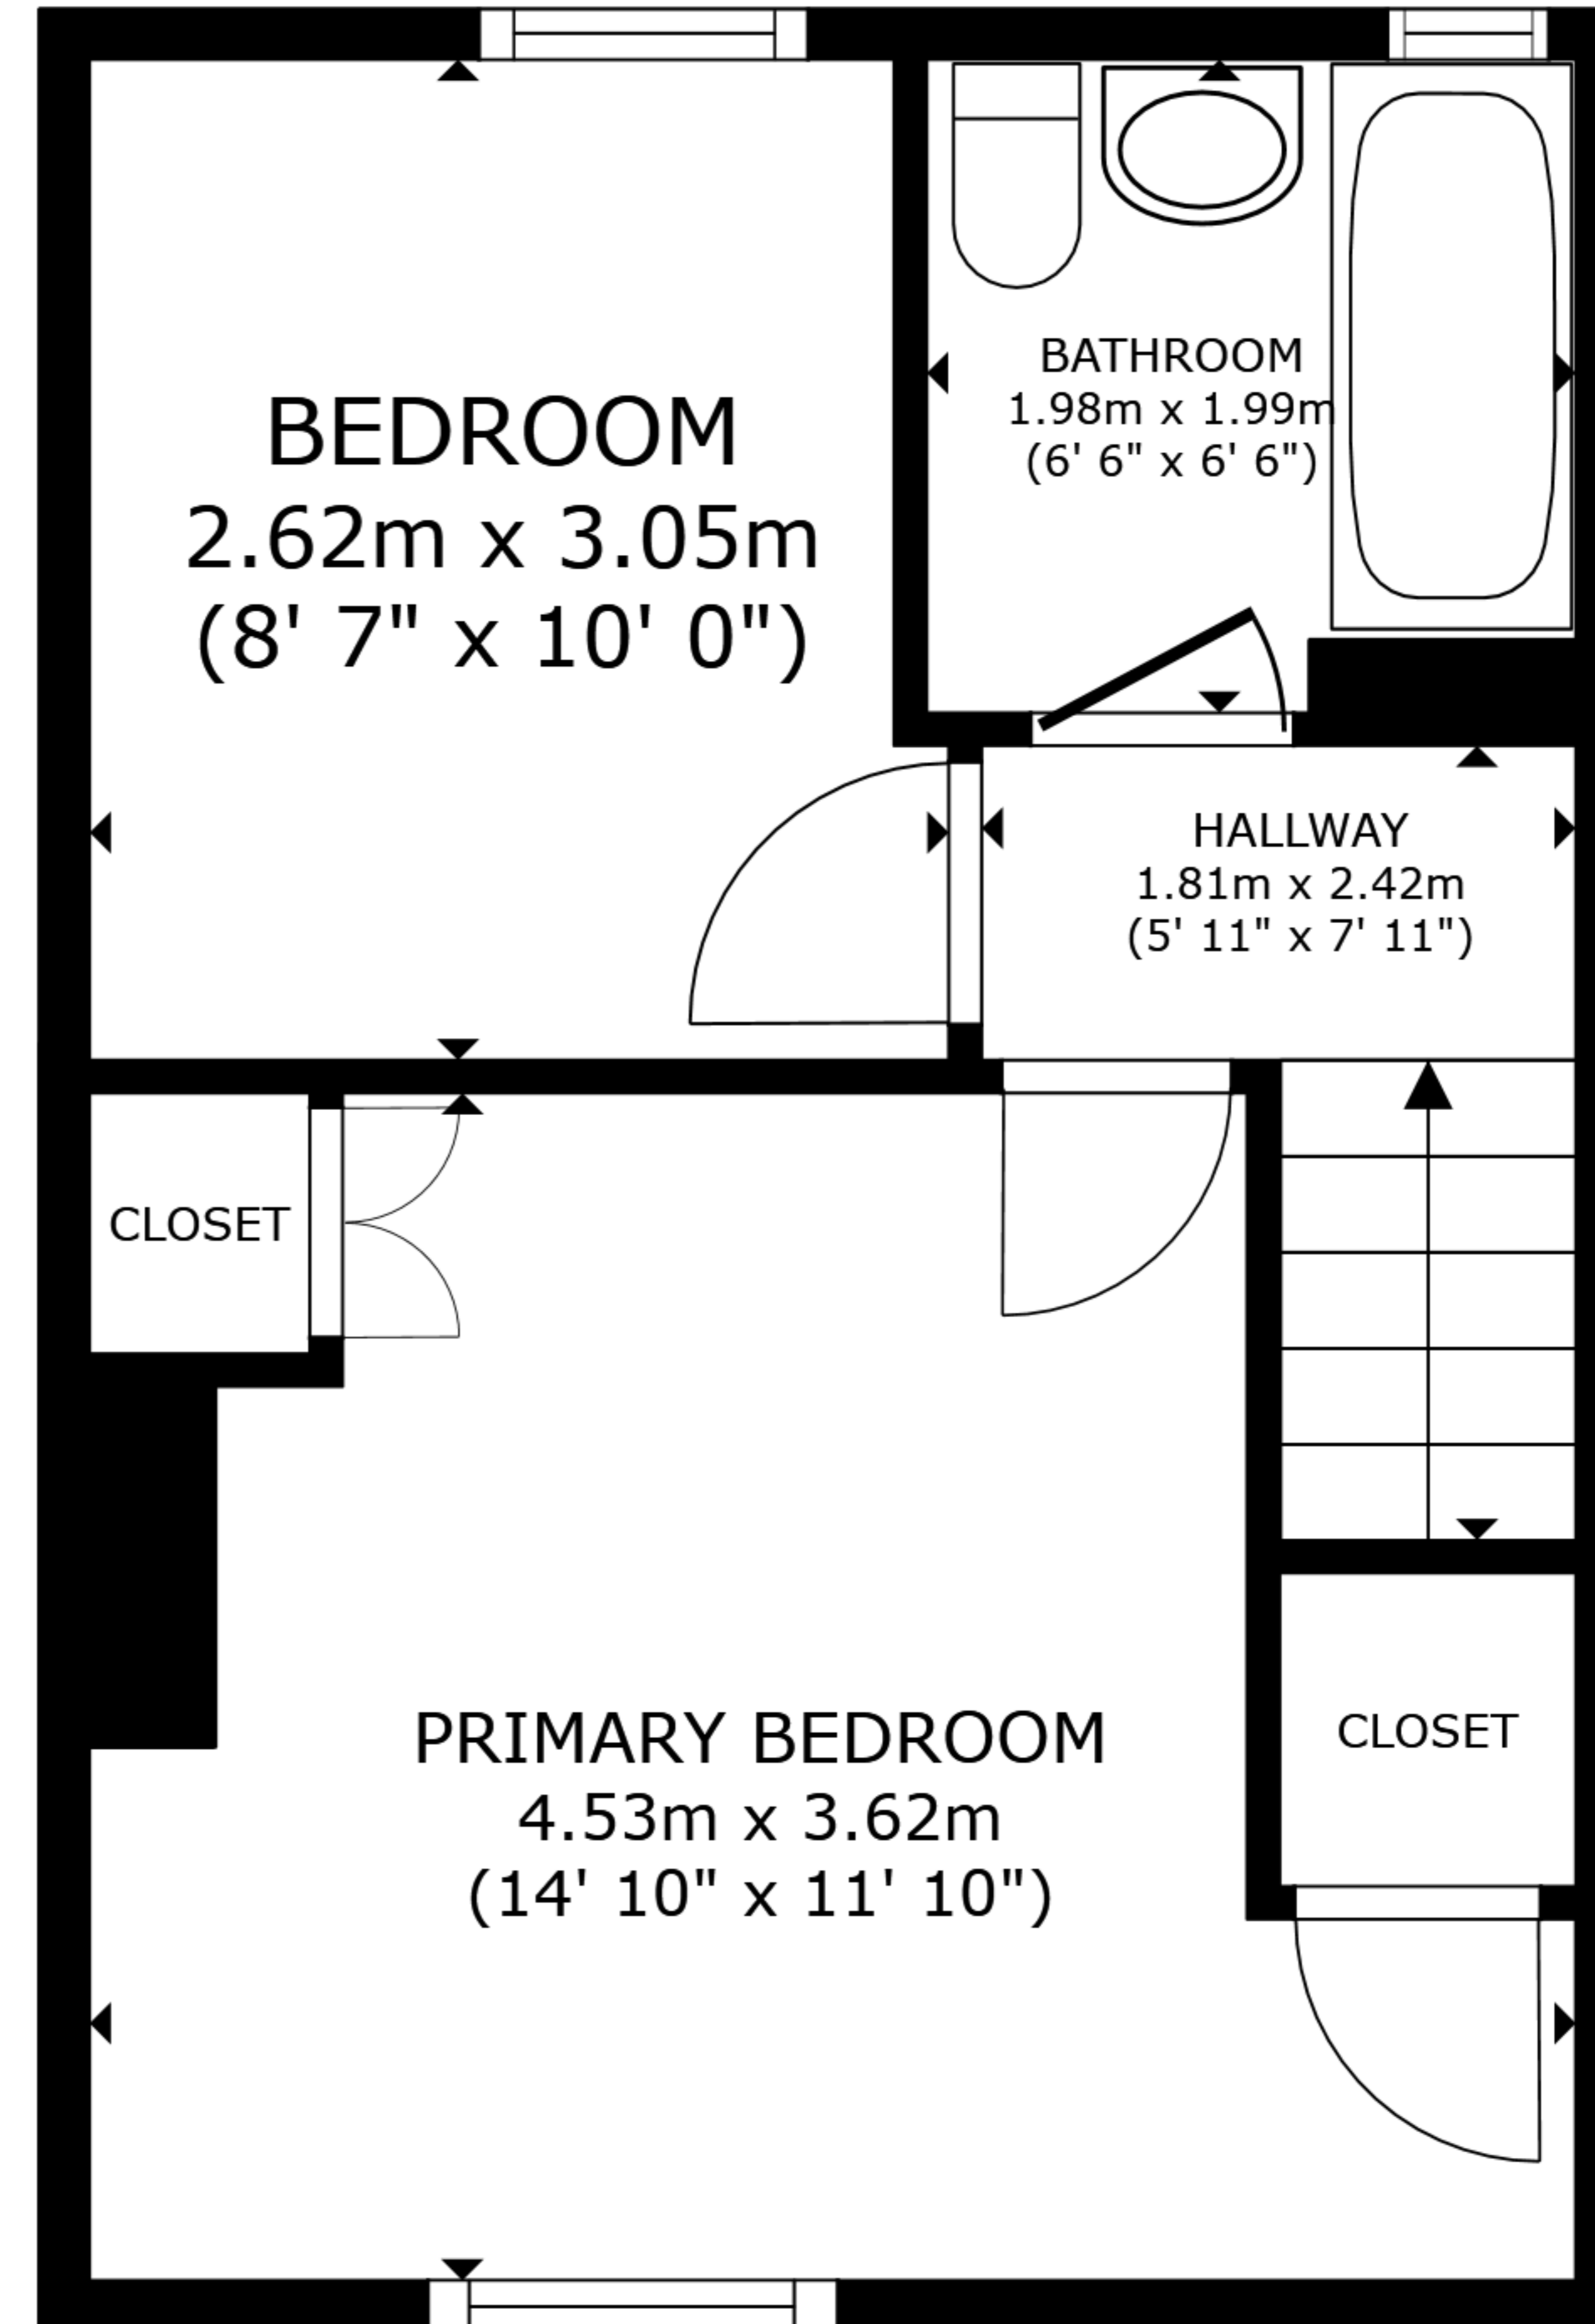 BEDROOM
2.62m x 3.05m
(8' 7" x 10' 0")
BATHROOM
1.98m x 1.99m
(6' 6" x 6' 6")
HALLWAY
1.81m x 2.42m
(5' 11" x 7' 11")
CLOSET
PRIMARY BEDROOM
4.53m x 3.62m
(14' 10" x 11' 10")
CLOSET